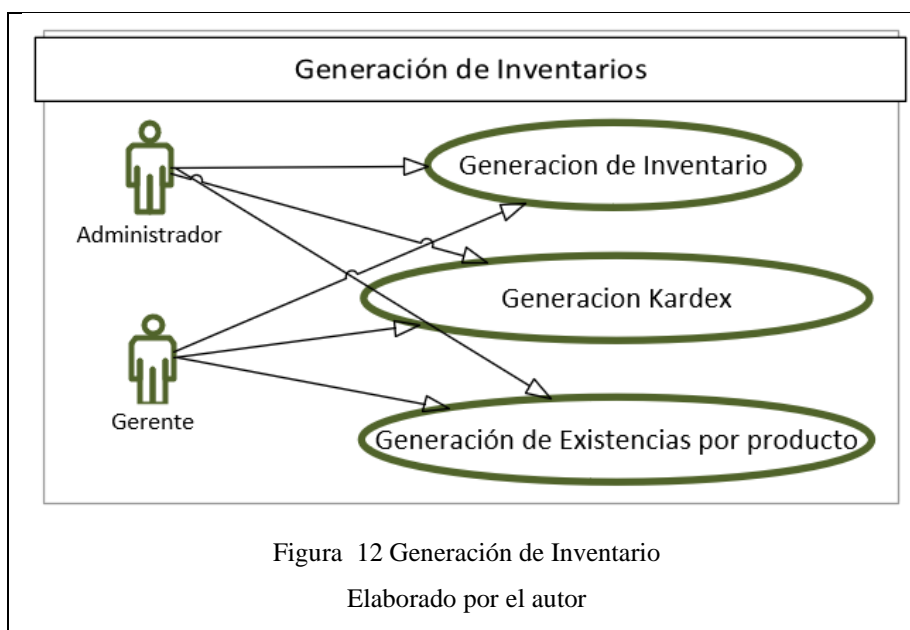 Generación de Inventarios
Generacion de Inventario
Administrador
Generacion Kardex
Gerente
Generación de Existencias por producto
Figura 12 Generación de Inventario
Elaborado por el autor